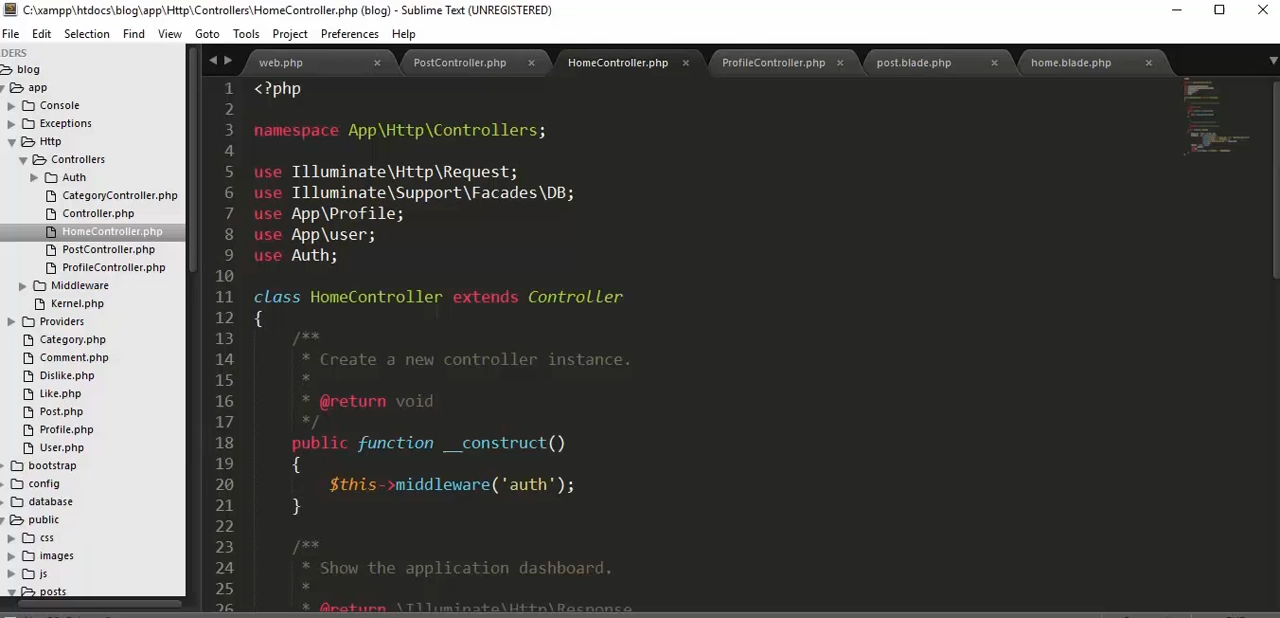 C:\xampp\htdocs\blog\app\Http\Controllers\HomeController.php (blog) - Sublime Text (UNREGISTERED)
File Edit Selection Find View Goto Tools Project Preferences Help
DERS
blog
app
Console
Exceptions
Http
Controllers
Auth
CategoryController.php
Controller.php
HomeController.php
PostController.php
ProfileController.php
Middleware
Kernel.php
Providers
Category.php
Comment.php
Dislike.php
Like.php
Post.php
Profile.php
User.php
bootstrap
config
database
public
css
images
js
posts
web.php × PostController.php × HomeController.php × ProfileController.php × post.blade.php × home.blade.php ×
1 <?php
2
3 namespace App\Http\Controllers;
4
5 use Illuminate\Http\Request;
6 use Illuminate\Support\Facades\DB;
7 use App\Profile;
8 use App\user;
9 use Auth;
10
11 class HomeController extends Controller
12 {
13 /**
14 * Create a new controller instance.
15 *
16 * @return void
17 */
18 public function __construct()
19 {
20 $this->middleware('auth');
21 }
22
23 /**
24 * Show the application dashboard.
25 *
26 * @return \Illuminate\Http\Response